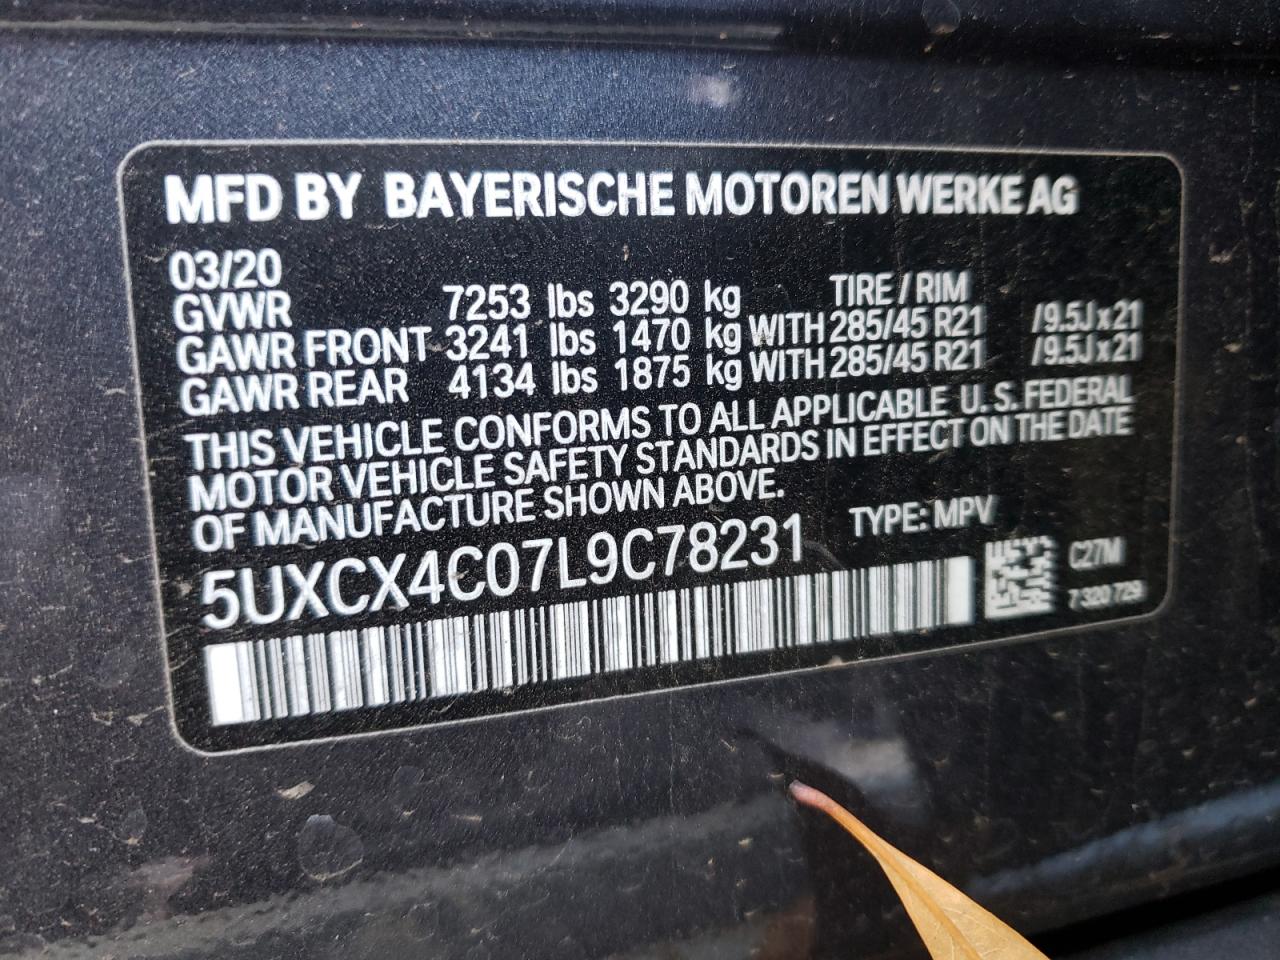 MFD BY BAYERISCHE MOTOREN WERKE AG
03/20
GVWR 7253 lbs 3290 kg TIRE / RIM
GAWR FRONT 3241 lbs 1470 kg WITH 285/45 R21 /9.5J x 21
GAWR REAR 4134 lbs 1875 kg WITH 285/45 R21 /9.5J x 21
THIS VEHICLE CONFORMS TO ALL APPLICABLE U.S. FEDERAL
MOTOR VEHICLE SAFETY STANDARDS IN EFFECT ON THE DATE
OF MANUFACTURE SHOWN ABOVE.
5UXCX4C07L9C78231 TYPE: MPV
C27M
7 320 729